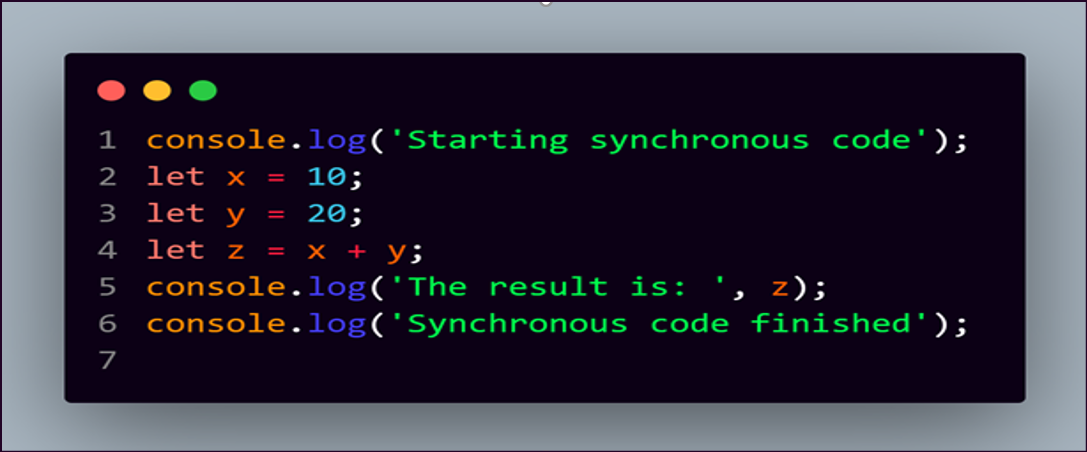 1 console.log('Starting synchronous code');
2 let x = 10;
3 let y = 20;
4 let z = x + y;
5 console.log('The result is: ', z);
6 console.log('Synchronous code finished');
7